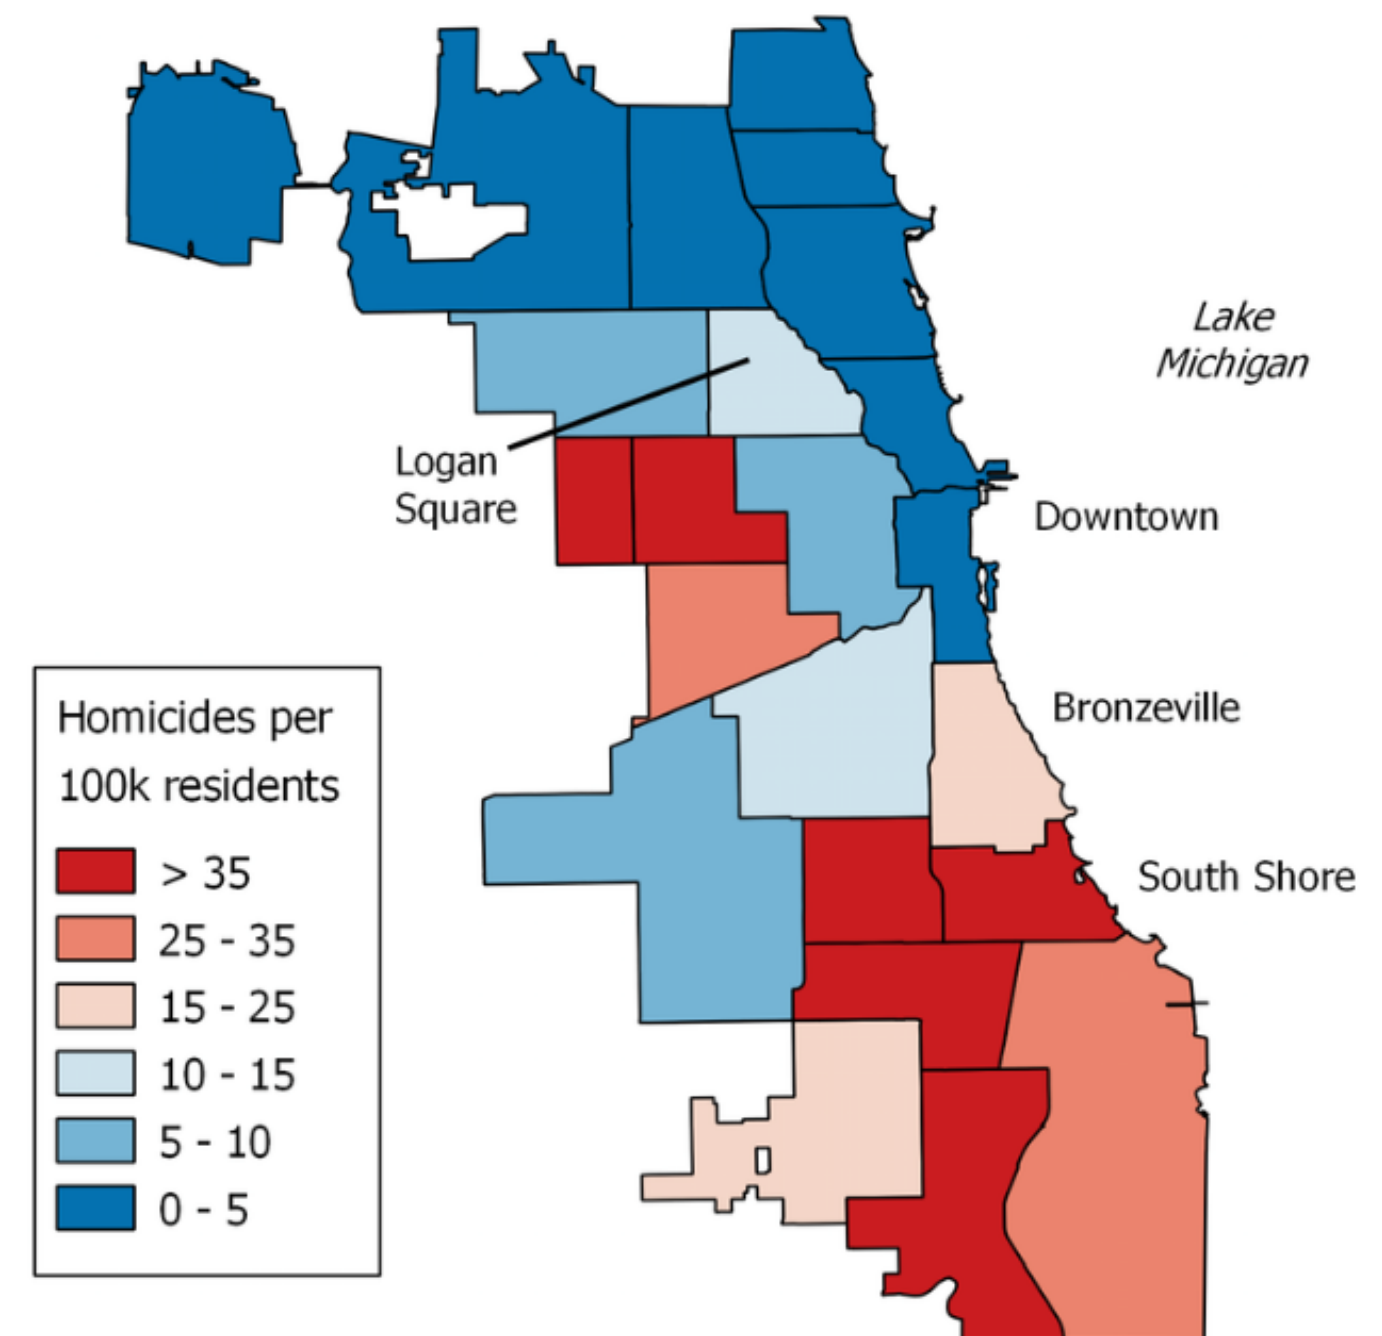 Lake
Michigan
Logan
Square
Downtown
Bronzeville
South Shore
Homicides per
100k residents
> 35
25 - 35
15 - 25
10 - 15
5 - 10
0 - 5